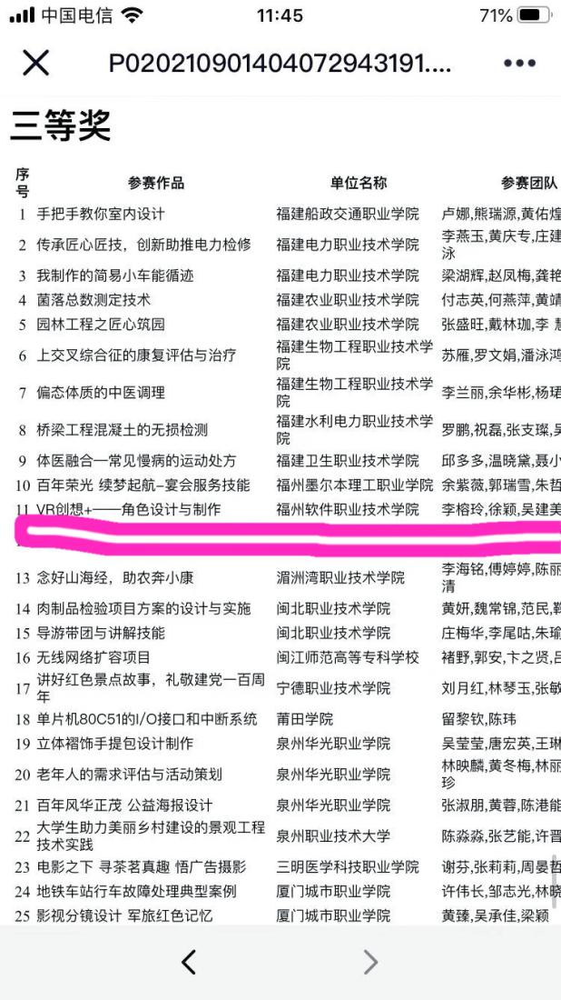 中国电信 11:45 71%
P020210901404072943191....
三等奖
序号 参赛作品 单位名称 参赛团队
1 手把手教你室内设计 福建船政交通职业学院 卢娜,熊瑞源,黄佑煌
2 传承匠心匠技，创新助推电力检修 福建电力职业技术学院 李燕玉,黄庆专,庄建
泳
3 我制作的简易小车能循迹 福建电力职业技术学院 梁湖辉,赵凤梅,龚艳
4 菌落总数测定技术 福建农业职业技术学院 付志英,何燕萍,黄靖
5 园林工程之匠心筑园 福建农业职业技术学院 张盛旺,戴林珈,李 慧
6 上交叉综合征的康复评估与治疗 福建生物工程职业技术学院 苏雁,罗文娟,潘泳鸿
7 偏态体质的中医调理 福建生物工程职业技术学院 李兰丽,余华彬,杨珺
8 桥梁工程混凝土的无损检测 福建水利电力职业技术学院 罗鹏,祝磊,张支璨,吴
9 体医融合—常见慢病的运动处方 福建卫生职业技术学院 邱多多,温晓黛,聂小
10 百年荣光 续梦起航–宴会服务技能 福州墨尔本理工职业学院 余紫薇,郭瑞雪,朱哲
11 VR创想+——角色设计与制作 福州软件职业技术学院 李榕玲,徐颖,吴建美
13 念好山海经，助农奔小康 湄洲湾职业技术学院 李海铭,傅婷婷,陈丽
清
14 肉制品检验项目方案的设计与实施 闽北职业技术学院 黄妍,魏常锦,范民,
15 导游带团与讲解技能 闽北职业技术学院 庄梅华,李尾咕,朱瑜
16 无线网络扩容项目 闽江师范高等专科学校 褚野,郭安,卞之贤,吕
17 讲好红色景点故事，礼敬建党一百周年 宁德职业技术学院 刘月红,林琴玉,张敏
18 单片机80C51的I/O接口和中断系统 莆田学院 留黎钦,陈玮
19 立体褶饰手提包设计制作 泉州华光职业学院 吴莹莹,唐宏英,王琳
20 老年人的需求评估与活动策划 泉州华光职业学院 林映麟,黄冬梅,林丽
珍
21 百年风华正茂 公益海报设计 泉州华光职业学院 张淑朋,黄蓉,陈港能
22 大学生助力美丽乡村建设的景观工程技术实践 泉州职业技术大学 陈淼淼,张艺能,许晋
23 电影之下 寻茶茗真趣 悟广告摄影 三明医学科技职业学院 谢芬,张莉莉,周晏哲
24 地铁车站行车故障处理典型案例 厦门城市职业学院 许伟长,邹志光,林晓
25 影视分镜设计 军旅红色记忆 厦门城市职业学院 黄臻,吴承佳,梁颖